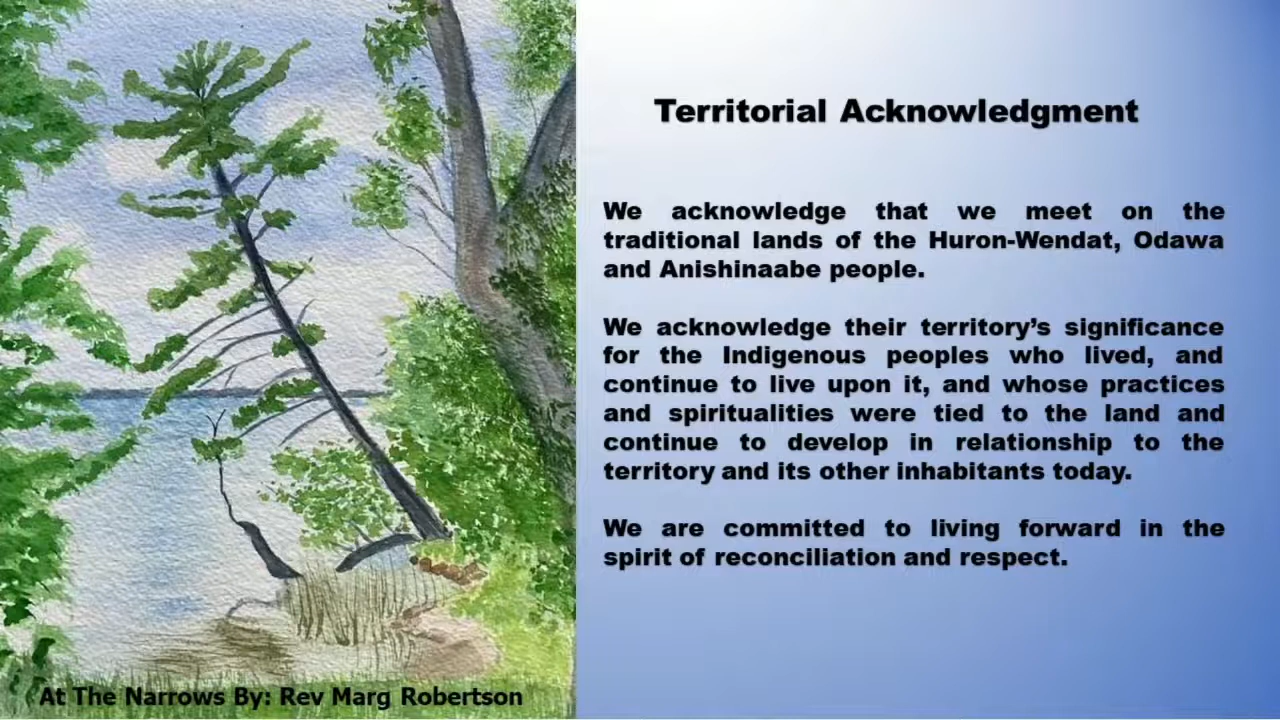 Territorial Acknowledgment
We acknowledge that we meet on the
traditional lands of the Huron-Wendat, Odawa
and Anishinaabe people.
We acknowledge their territory’s significance
for the Indigenous peoples who lived, and
continue to live upon it, and whose practices
and spiritualities were tied to the land and
continue to develop in relationship to the
territory and its other inhabitants today.
We are committed to living forward in the
spirit of reconciliation and respect.
At The Narrows By: Rev Marg Robertson